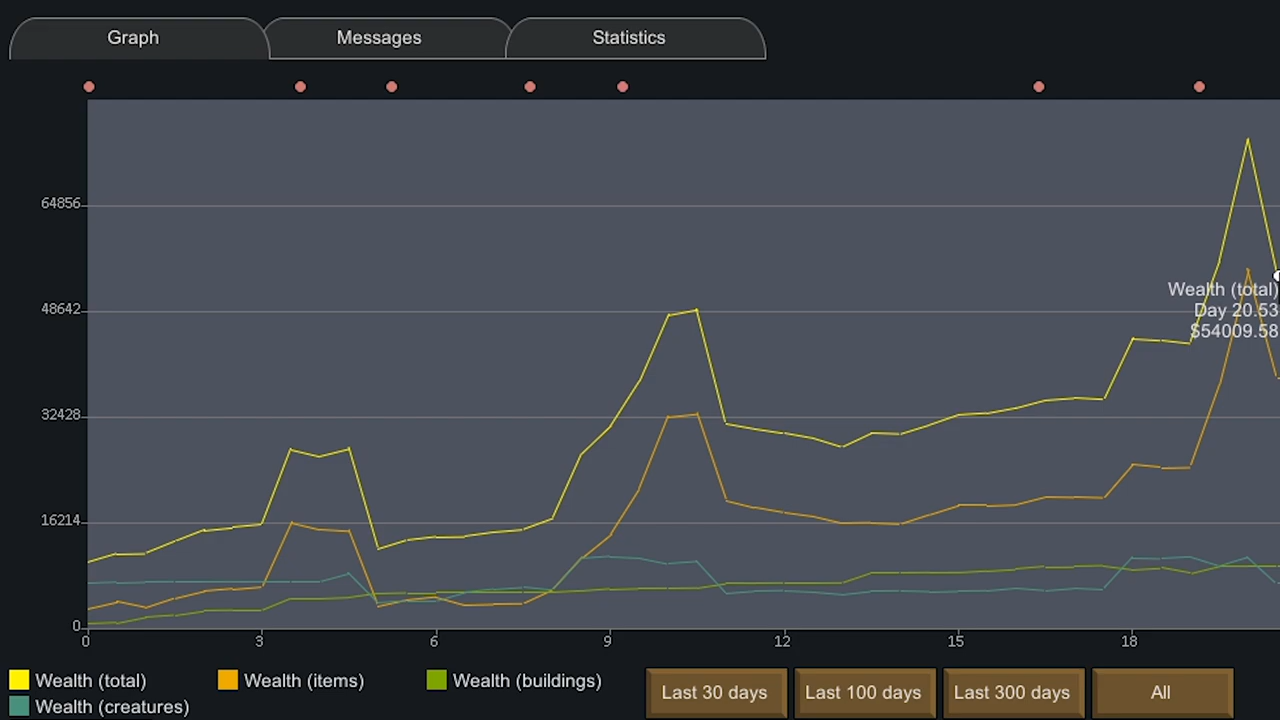 Graph Messages Statistics
64856
Wealth (total)
Day 20.53
$54009.58
48642
32428
16214
0
0 3 6 9 12 15 18
Wealth (total) Wealth (items) Wealth (buildings)
Wealth (creatures)
Last 30 days Last 100 days Last 300 days All